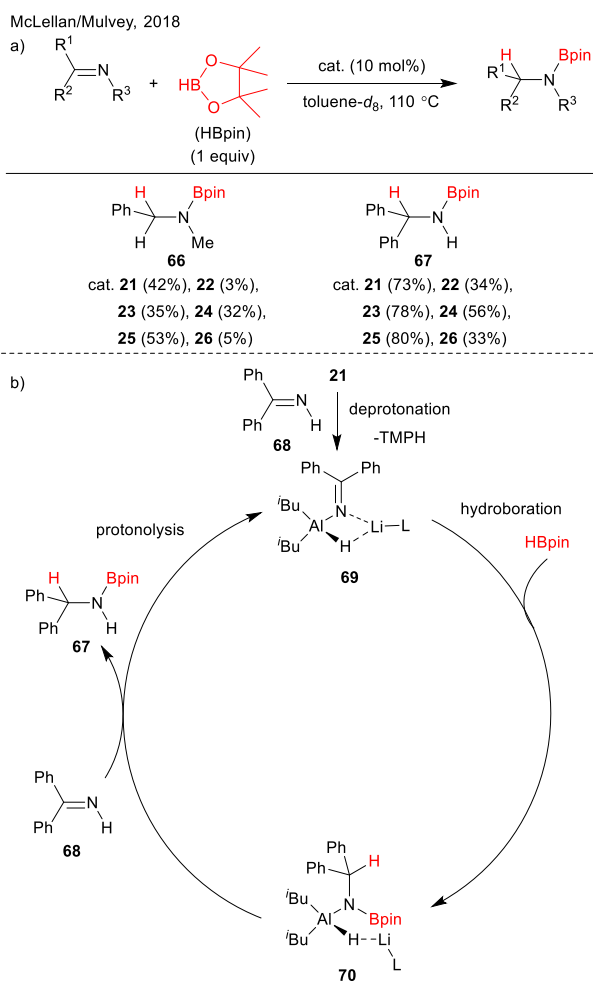 McLellan/Mulvey, 2018
a)
R1
R2
N
R3
+
HB
O
O
(HBpin)
(1 equiv)
cat. (10 mol%)
toluene-d8, 110 °C
H
Bpin
R1
N
R2
R3
H
Bpin
Ph
N
H
Me
66
cat. 21 (42%), 22 (3%),
23 (35%), 24 (32%),
25 (53%), 26 (5%)
H
Bpin
Ph
N
Ph
H
67
cat. 21 (73%), 22 (34%),
23 (78%), 24 (56%),
25 (80%), 26 (33%)
b)
Ph
N
Ph
H
68
21
deprotonation
-TMPH
Ph
Ph
iBu
N
Al
Li
L
iBu
H
69
hydroboration
HBpin
protonolysis
H
Bpin
Ph
N
Ph
H
67
Ph
N
Ph
H
68
Ph
Ph
H
iBu
N
Al
Bpin
iBu
H
Li
L
70